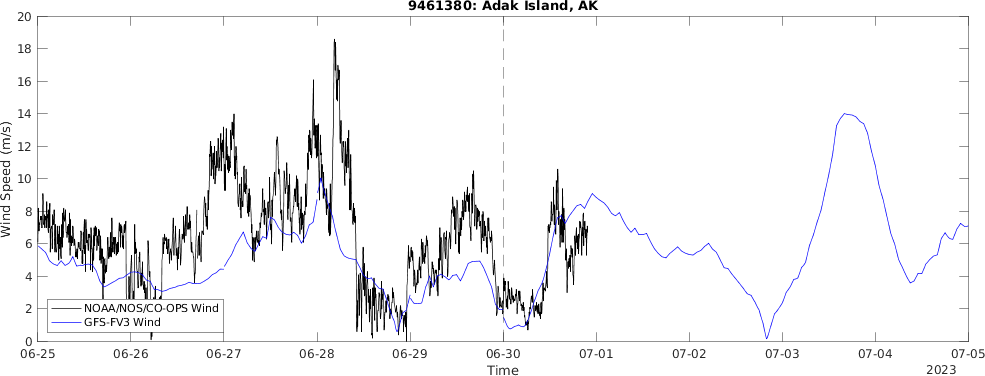 9461380: Adak Island, AK
Wind Speed (m/s)
20
18
16
14
12
10
8
6
4
2
0
NOAA/NOS/CO-OPS Wind
GFS-FV3 Wind
06-25 06-26 06-27 06-28 06-29 06-30 07-01 07-02 07-03 07-04 07-05
Time
2023